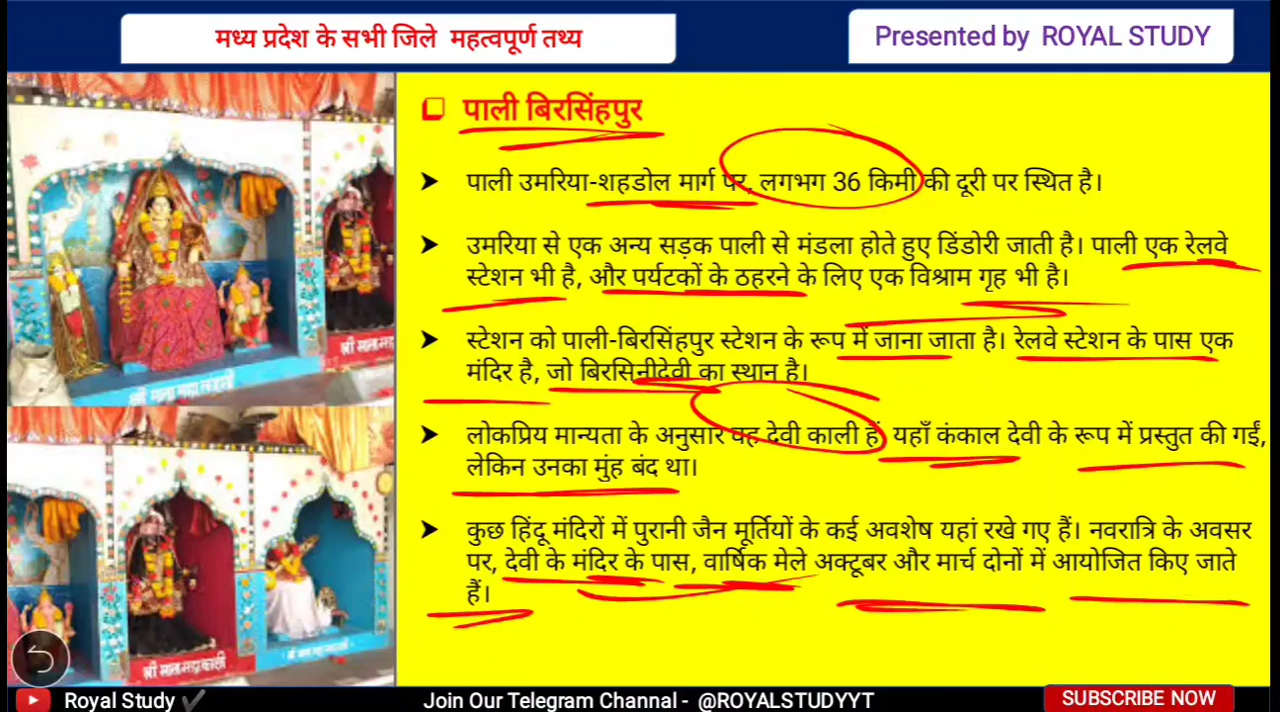 मध्य प्रदेश के सभी जिले महत्वपूर्ण तथ्य
Presented by ROYAL STUDY
पाली बिरसिंहपुर
पाली उमरिया-शहडोल मार्ग पर, लगभग 36 किमी की दूरी पर स्थित है।
उमरिया से एक अन्य सड़क पाली से मंडला होते हुए डिंडोरी जाती है। पाली एक रेलवे
स्टेशन भी है, और पर्यटकों के ठहरने के लिए एक विश्राम गृह भी है।
स्टेशन को पाली-बिरसिंहपुर स्टेशन के रूप में जाना जाता है। रेलवे स्टेशन के पास एक
मंदिर है, जो बिरसिनीदेवी का स्थान है।
लोकप्रिय मान्यता के अनुसार वह देवी काली है यहाँ कंकाल देवी के रूप में प्रस्तुत की गईं,
लेकिन उनका मुंह बंद था।
कुछ हिंदू मंदिरों में पुरानी जैन मूर्तियों के कई अवशेष यहां रखे गए हैं। नवरात्रि के अवसर
पर, देवी के मंदिर के पास, वार्षिक मेले अक्टूबर और मार्च दोनों में आयोजित किए जाते
हैं।
श्री माता महा
श्री माता महाकाली
Royal Study
Join Our Telegram Channal - @ROYALSTUDYYT
SUBSCRIBE NOW